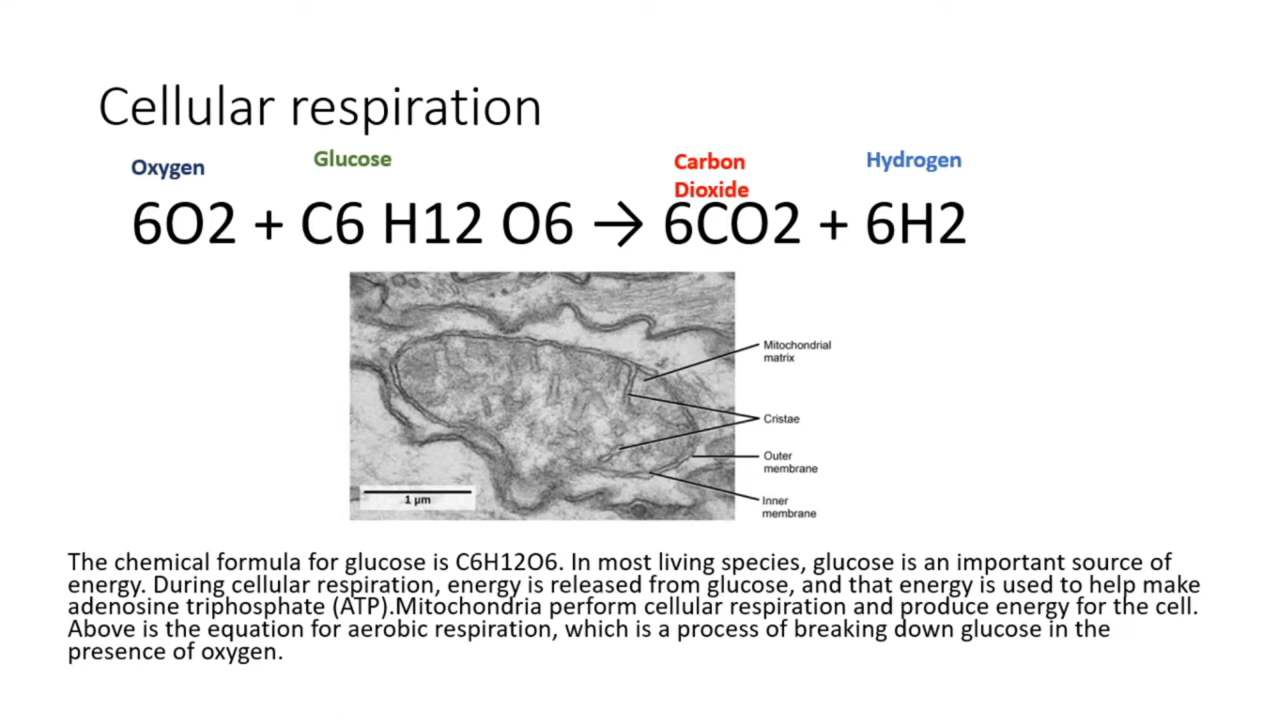 Cellular respiration
Oxygen
Glucose
Carbon
Dioxide
Hydrogen
6O2 + C6 H12 O6 → 6CO2 + 6H2
Mitochondrial
matrix
Cristae
Outer
membrane
Inner
membrane
1 µm
The chemical formula for glucose is C6H12O6. In most living species, glucose is an important source of
energy. During cellular respiration, energy is released from glucose, and that energy is used to help make
adenosine triphosphate (ATP).Mitochondria perform cellular respiration and produce energy for the cell.
Above is the equation for aerobic respiration, which is a process of breaking down glucose in the
presence of oxygen.